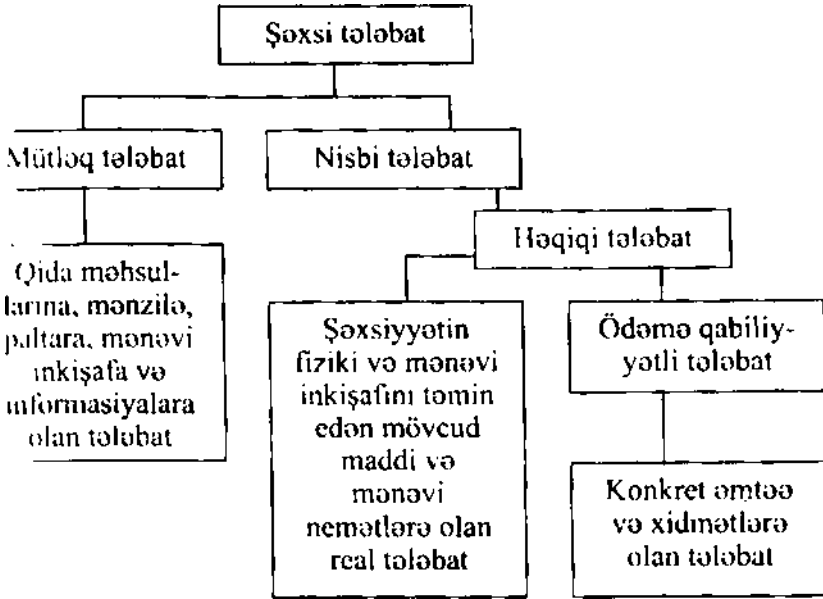 Şəxsi tələbat
Mütləq tələbat
Nisbi tələbat
Həqiqi tələbat
Qida məhsul-
larına, mənzilə,
paltara, mənəvi
inkişafa və
informasiyalara
olan tələbat
Şəxsiyyətin
fiziki və mənəvi
inkişafını təmin
edən mövcud
maddi və
mənəvi
nemətlərə olan
real tələbat
Ödəmə qabiliy-
yətli tələbat
Konkret əmtəə
və xidmətlərə
olan tələbat